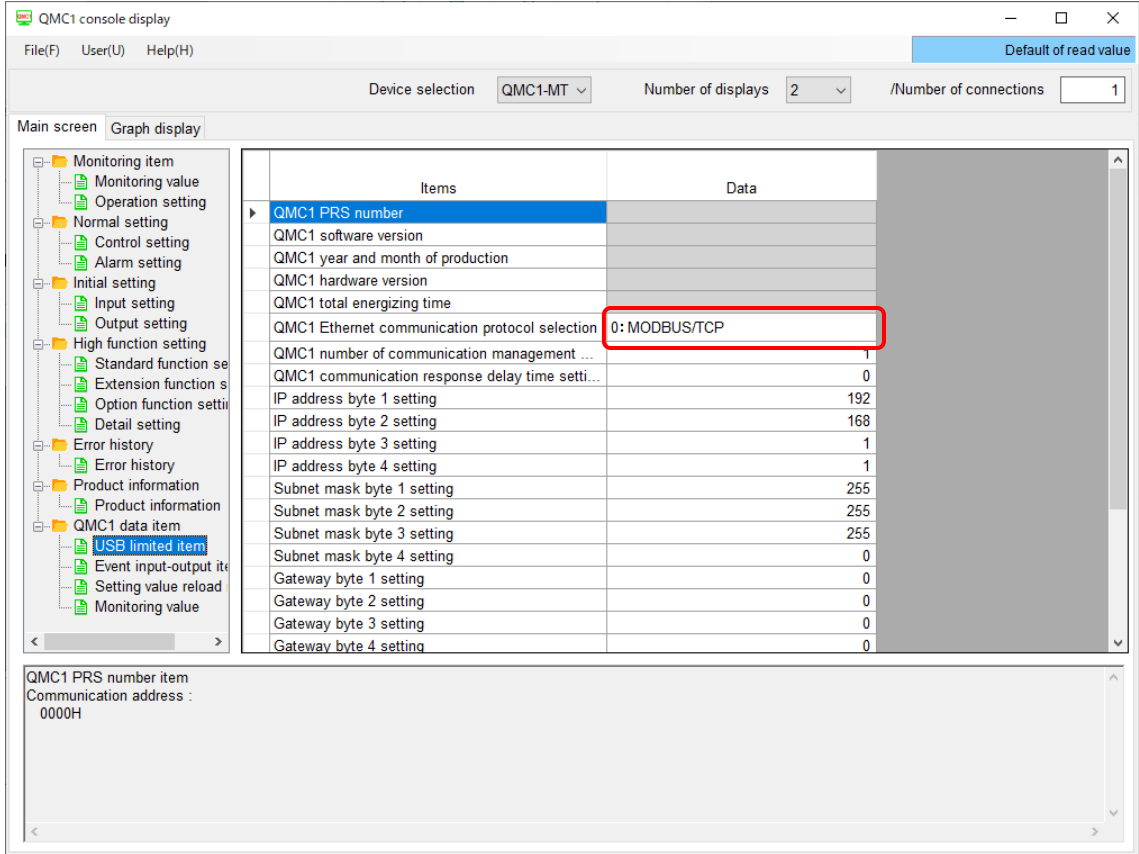 QMC1 console display
File(F) User(U) Help(H) Default of read value
Device selection QMC1-MT Number of displays 2 /Number of connections 1
Main screen Graph display
Monitoring item
Monitoring value
Operation setting
Normal setting
Control setting
Alarm setting
Initial setting
Input setting
Output setting
High function setting
Standard function se
Extension function s
Option function settin
Detail setting
Error history
Error history
Product information
Product information
QMC1 data item
USB limited item
Event input-output ite
Setting value reload
Monitoring value
Items Data
QMC1 PRS number
QMC1 software version
QMC1 year and month of production
QMC1 hardware version
QMC1 total energizing time
QMC1 Ethernet communication protocol selection 0: MODBUS/TCP
QMC1 number of communication management ... 1
QMC1 communication response delay time setti... 0
IP address byte 1 setting 192
IP address byte 2 setting 168
IP address byte 3 setting 1
IP address byte 4 setting 1
Subnet mask byte 1 setting 255
Subnet mask byte 2 setting 255
Subnet mask byte 3 setting 255
Subnet mask byte 4 setting 0
Gateway byte 1 setting 0
Gateway byte 2 setting 0
Gateway byte 3 setting 0
Gateway byte 4 setting 0
QMC1 PRS number item
Communication address :
0000H